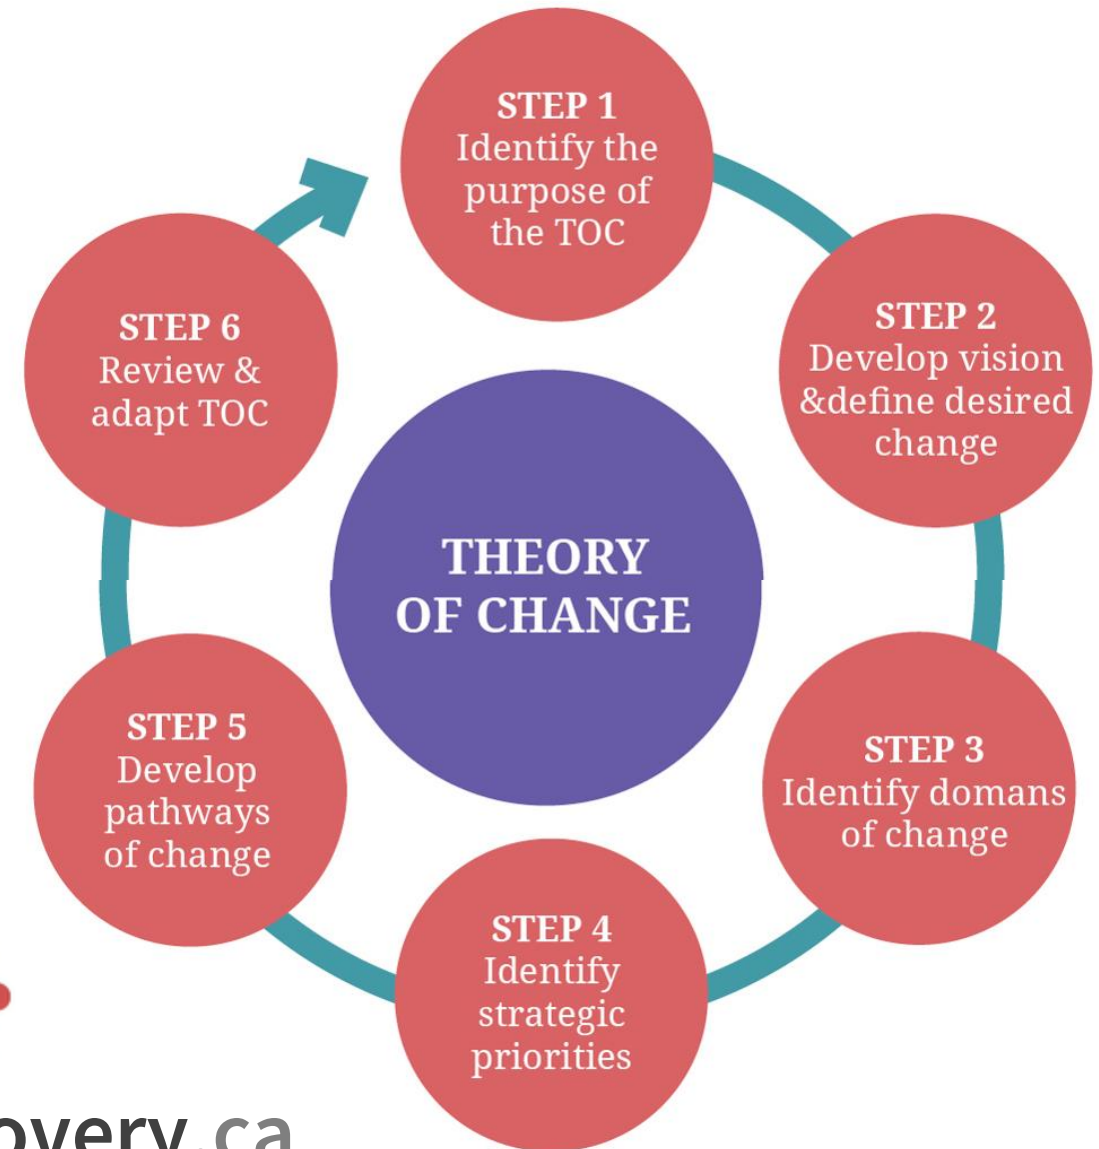 STEP 1
Identify the
purpose of
the TOC
STEP 2
Develop vision
&define desired
change
STEP 3
Identify domans
of change
STEP 4
Identify
strategic
priorities
STEP 5
Develop
pathways
of change
STEP 6
Review &
adapt TOC
THEORY
OF CHANGE
overy.ca